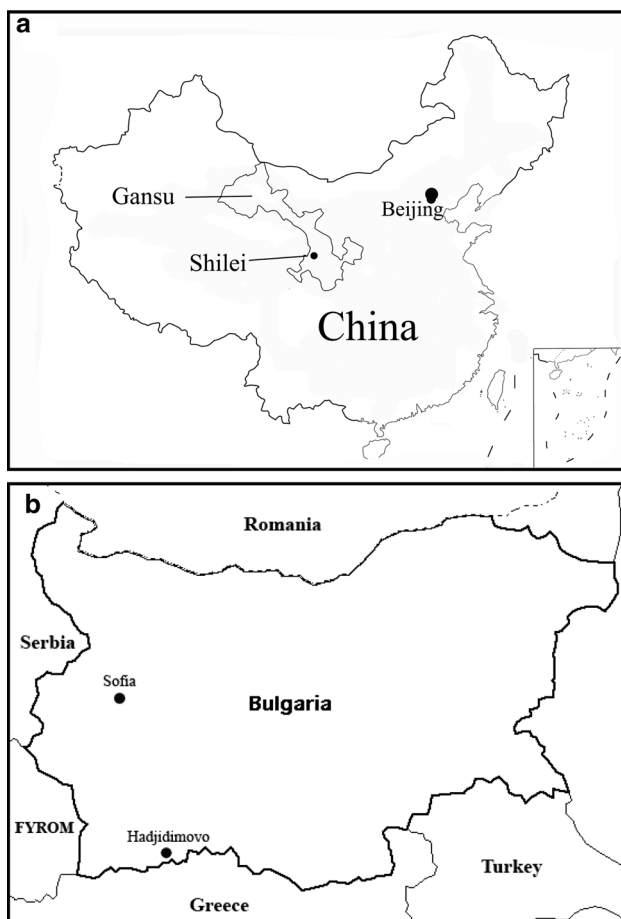 a
Gansu
Beijing
Shilei
China
b
Romania
Serbia
Sofia
Bulgaria
FYROM
Hadjidimovo
Turkey
Greece